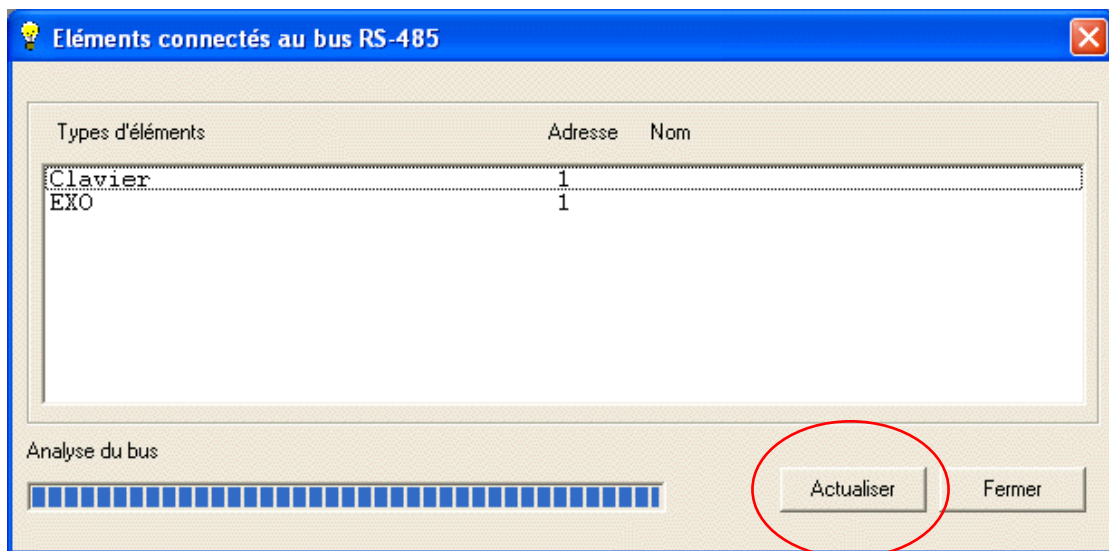 Eléments connectés au bus RS-485
Types d'éléments Adresse Nom
Clavier 1
EXO 1
Analyse du bus
Actualiser Fermer